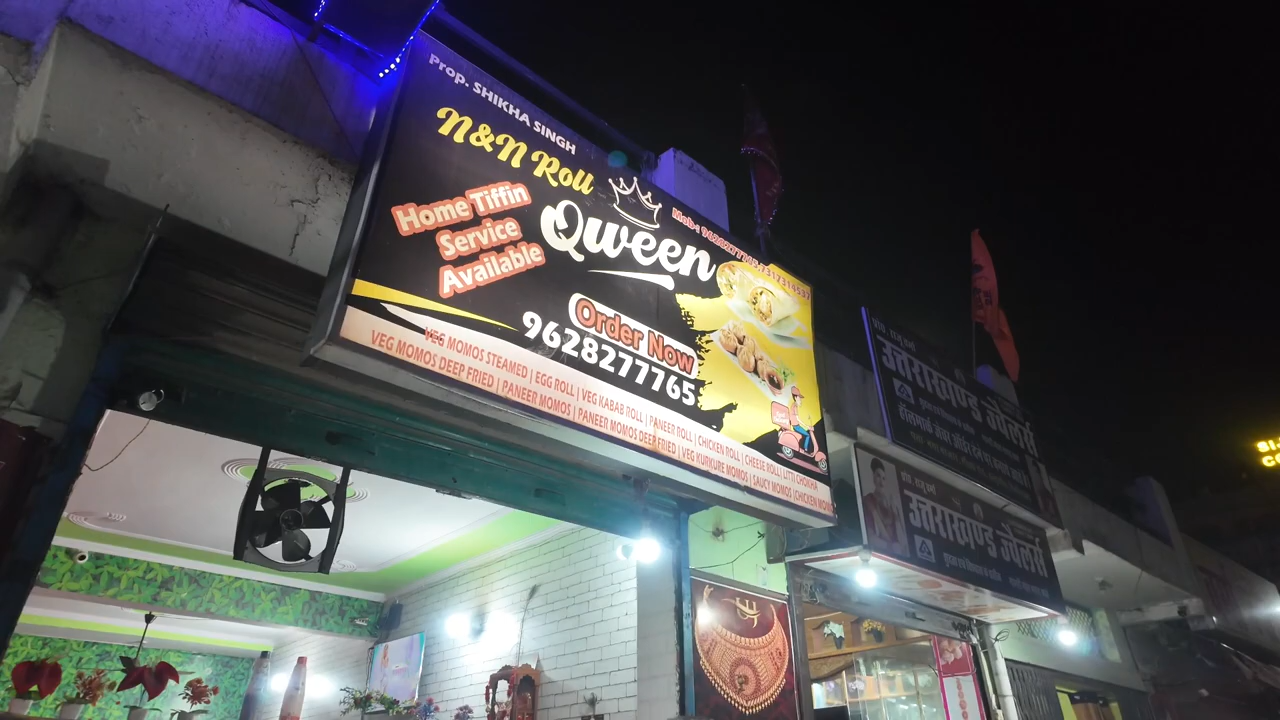 Prop. SHIKHA SINGH
N&N Roll
Qween
Home Tiffin
Service
Available
Order Now
9628277765
VEG MOMOS STEAMED | EGG ROLL | VEG KABAB ROLL | PANEER ROLL | CHICKEN ROLL | CHEESE ROLL | LITTI CHOKHA
VEG MOMOS DEEP FRIED | PANEER MOMOS | PANEER MOMOS DEEP FRIED | VEG KURKURE MOMOS | SAUCY MOMOS | CHICKEN MOM
उत्तराखण्ड ज्वैलर्स
उत्तराखण्ड ज्वैलर्स